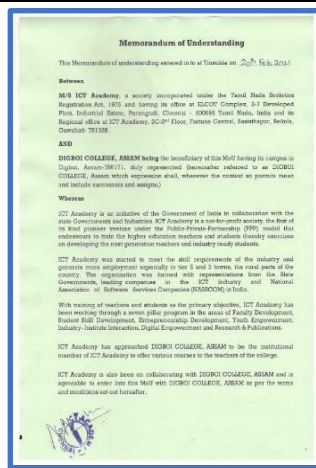 Memorandum of Understanding
This Memorandum of understanding entered in to at Tinsukia on 20th Feb 2021
Between
M/S ICT Academy, a society incorporated under the Tamil Nadu Societies
Registration Act, 1975 and having its office at ELCOT Complex, 2-7 Developed
Plots, Industrial Estate, Perungudi, Chennai – 600096 Tamil Nadu, India and its
Regional office at ICT Academy, 2nd Floor, Fortune Central, Basisthapur, Beltola,
Guwahati- 781028.
AND
DIGBOI COLLEGE, ASSAM being the beneficiary of this MoU having its campus in
Digboi, Assam-786171, duly represented (hereinafter referred to as DIGBOI
COLLEGE, Assam which expression shall, wherever the context so permits mean
and include successors and assigns.)
Whereas
ICT Academy is an initiative of the Government of India in collaboration with the
state Governments and Industries. ICT Academy is a not-for-profit society, the first of
its kind pioneer venture under the Public-Private-Partnership (PPP) model that
endeavours to train the higher education teachers and students thereby exercises
on developing the next generation teachers and industry ready students.
ICT Academy was started to meet the skill requirements of the industry and
generate more employment especially in tier 2 and 3 towns, the rural parts of the
country. The organization was formed with representations from the State
Governments, leading companies in the ICT industry and National
Association of Software Services Companies (NASSCOM) in India.
With training of teachers and students as the primary objective, ICT Academy has
been working through a seven pillar program in the areas of Faculty Development,
Student Skill Development, Entrepreneurship Development, Youth Empowerment,
Industry- Institute Interaction, Digital Empowerment and Research & Publications.
ICT Academy has approached DIGBOI COLLEGE, ASSAM to be the institutional
member of ICT Academy to offer various courses to the teachers of the college.
ICT Academy is also keen on collaborating with DIGBOI COLLEGE, ASSAM and is
agreeable to enter into this MoU with DIGBOI COLLEGE, ASSAM as per the terms
and conditions set out hereafter.